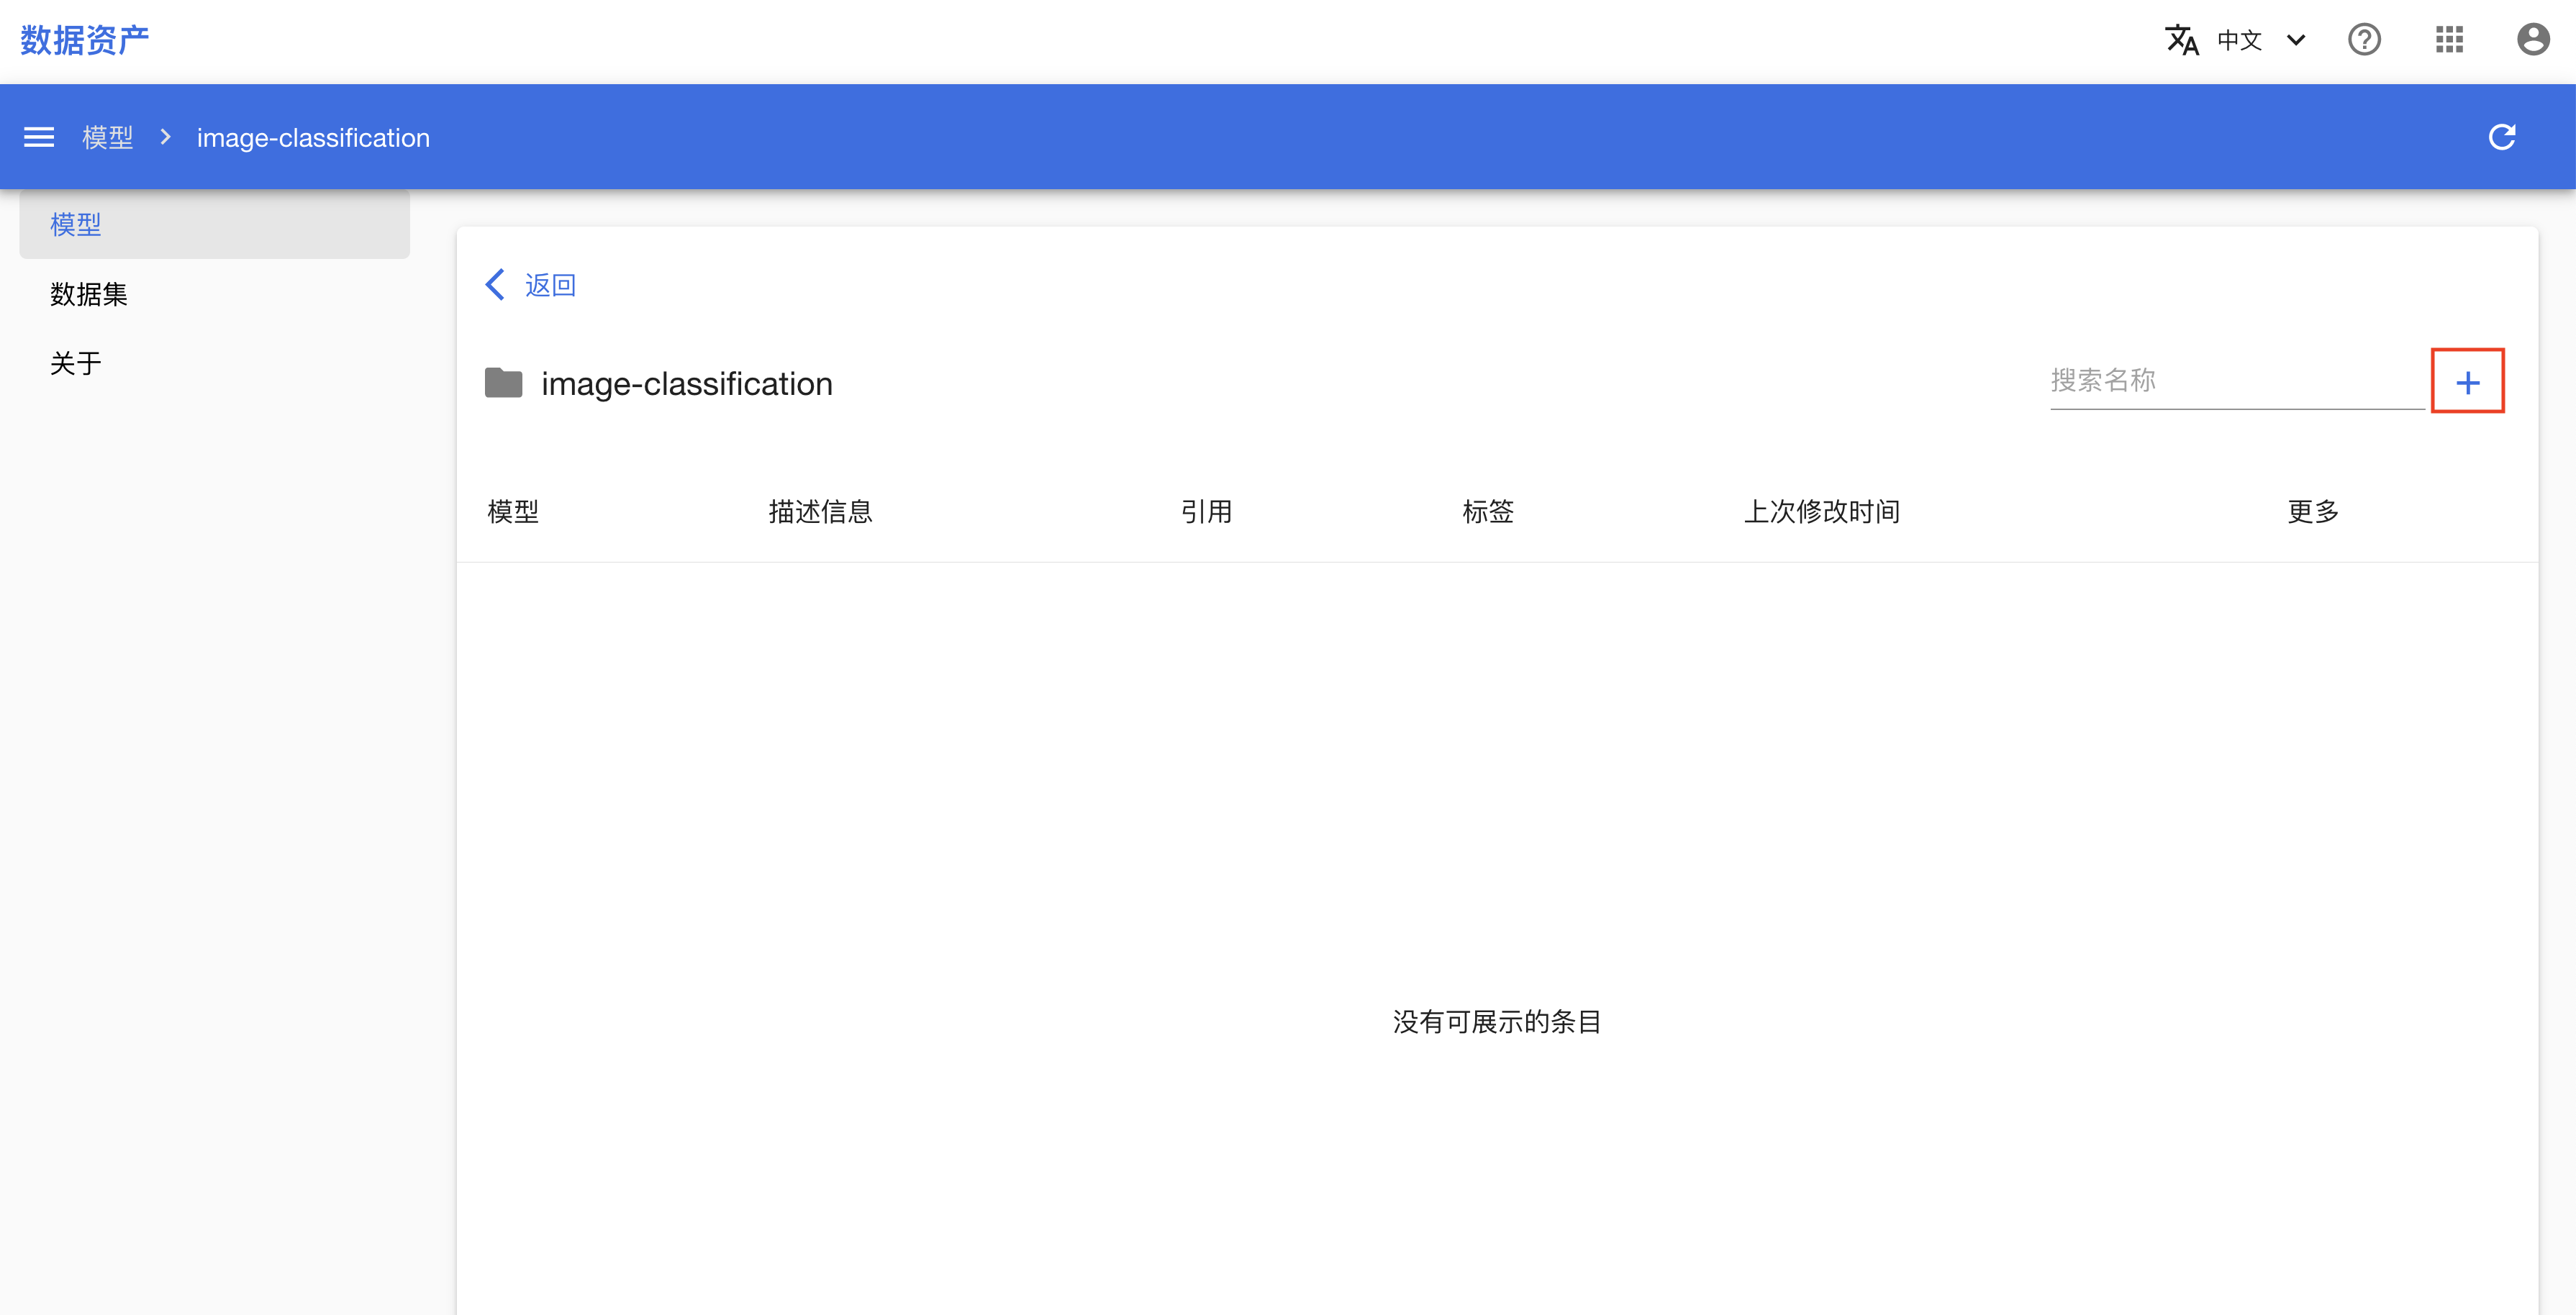 数据资产
中文
模型 image-classification
模型
数据集
关于
返回
image-classification
搜索名称
模型 描述信息 引用 标签 上次修改时间 更多
没有可展示的条目